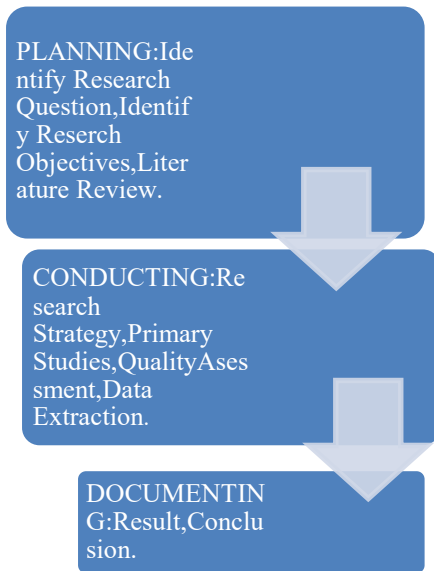 PLANNING:Ide
ntify Research
Question,Identif
y Reserch
Objectives,Liter
ature Review.
CONDUCTING:Re
search
Strategy,Primary
Studies,QualityAses
sment,Data
Extraction.
DOCUMENTIN
G:Result,Conclu
sion.